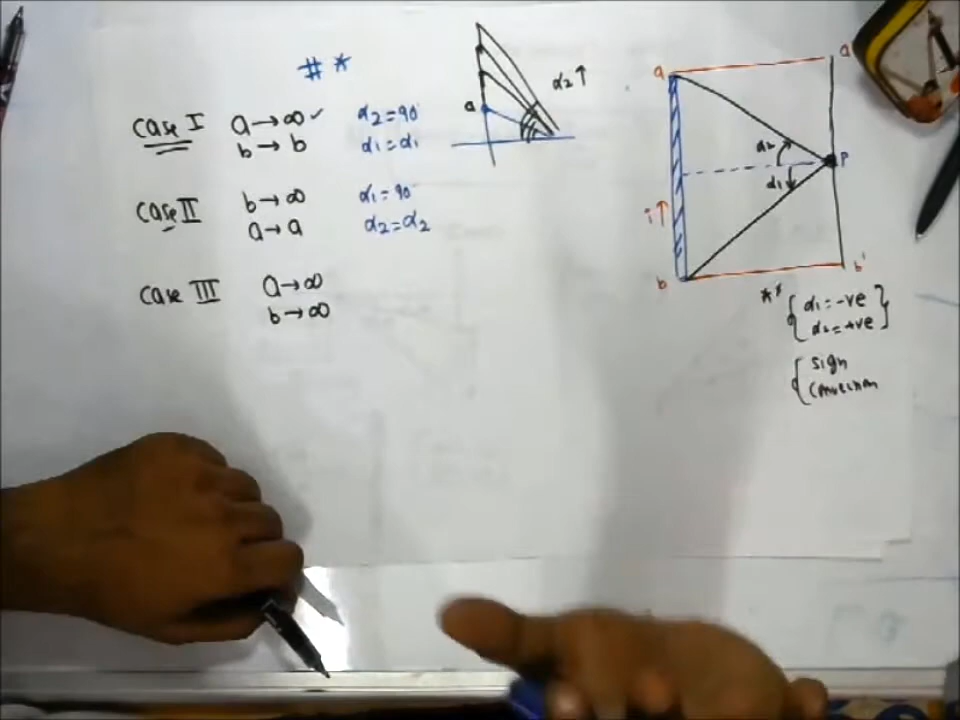 # *
Case I a→∞ ✓ α2=90°
b→b α1=α1
Case II b→∞ α1=90°
a→a α2=α2
Case III a→∞
b→∞
a
α2↑
a a'
α2
P
α1
i↑
b b'
** { α1=-ve }
{ α2=+ve }
{ sign